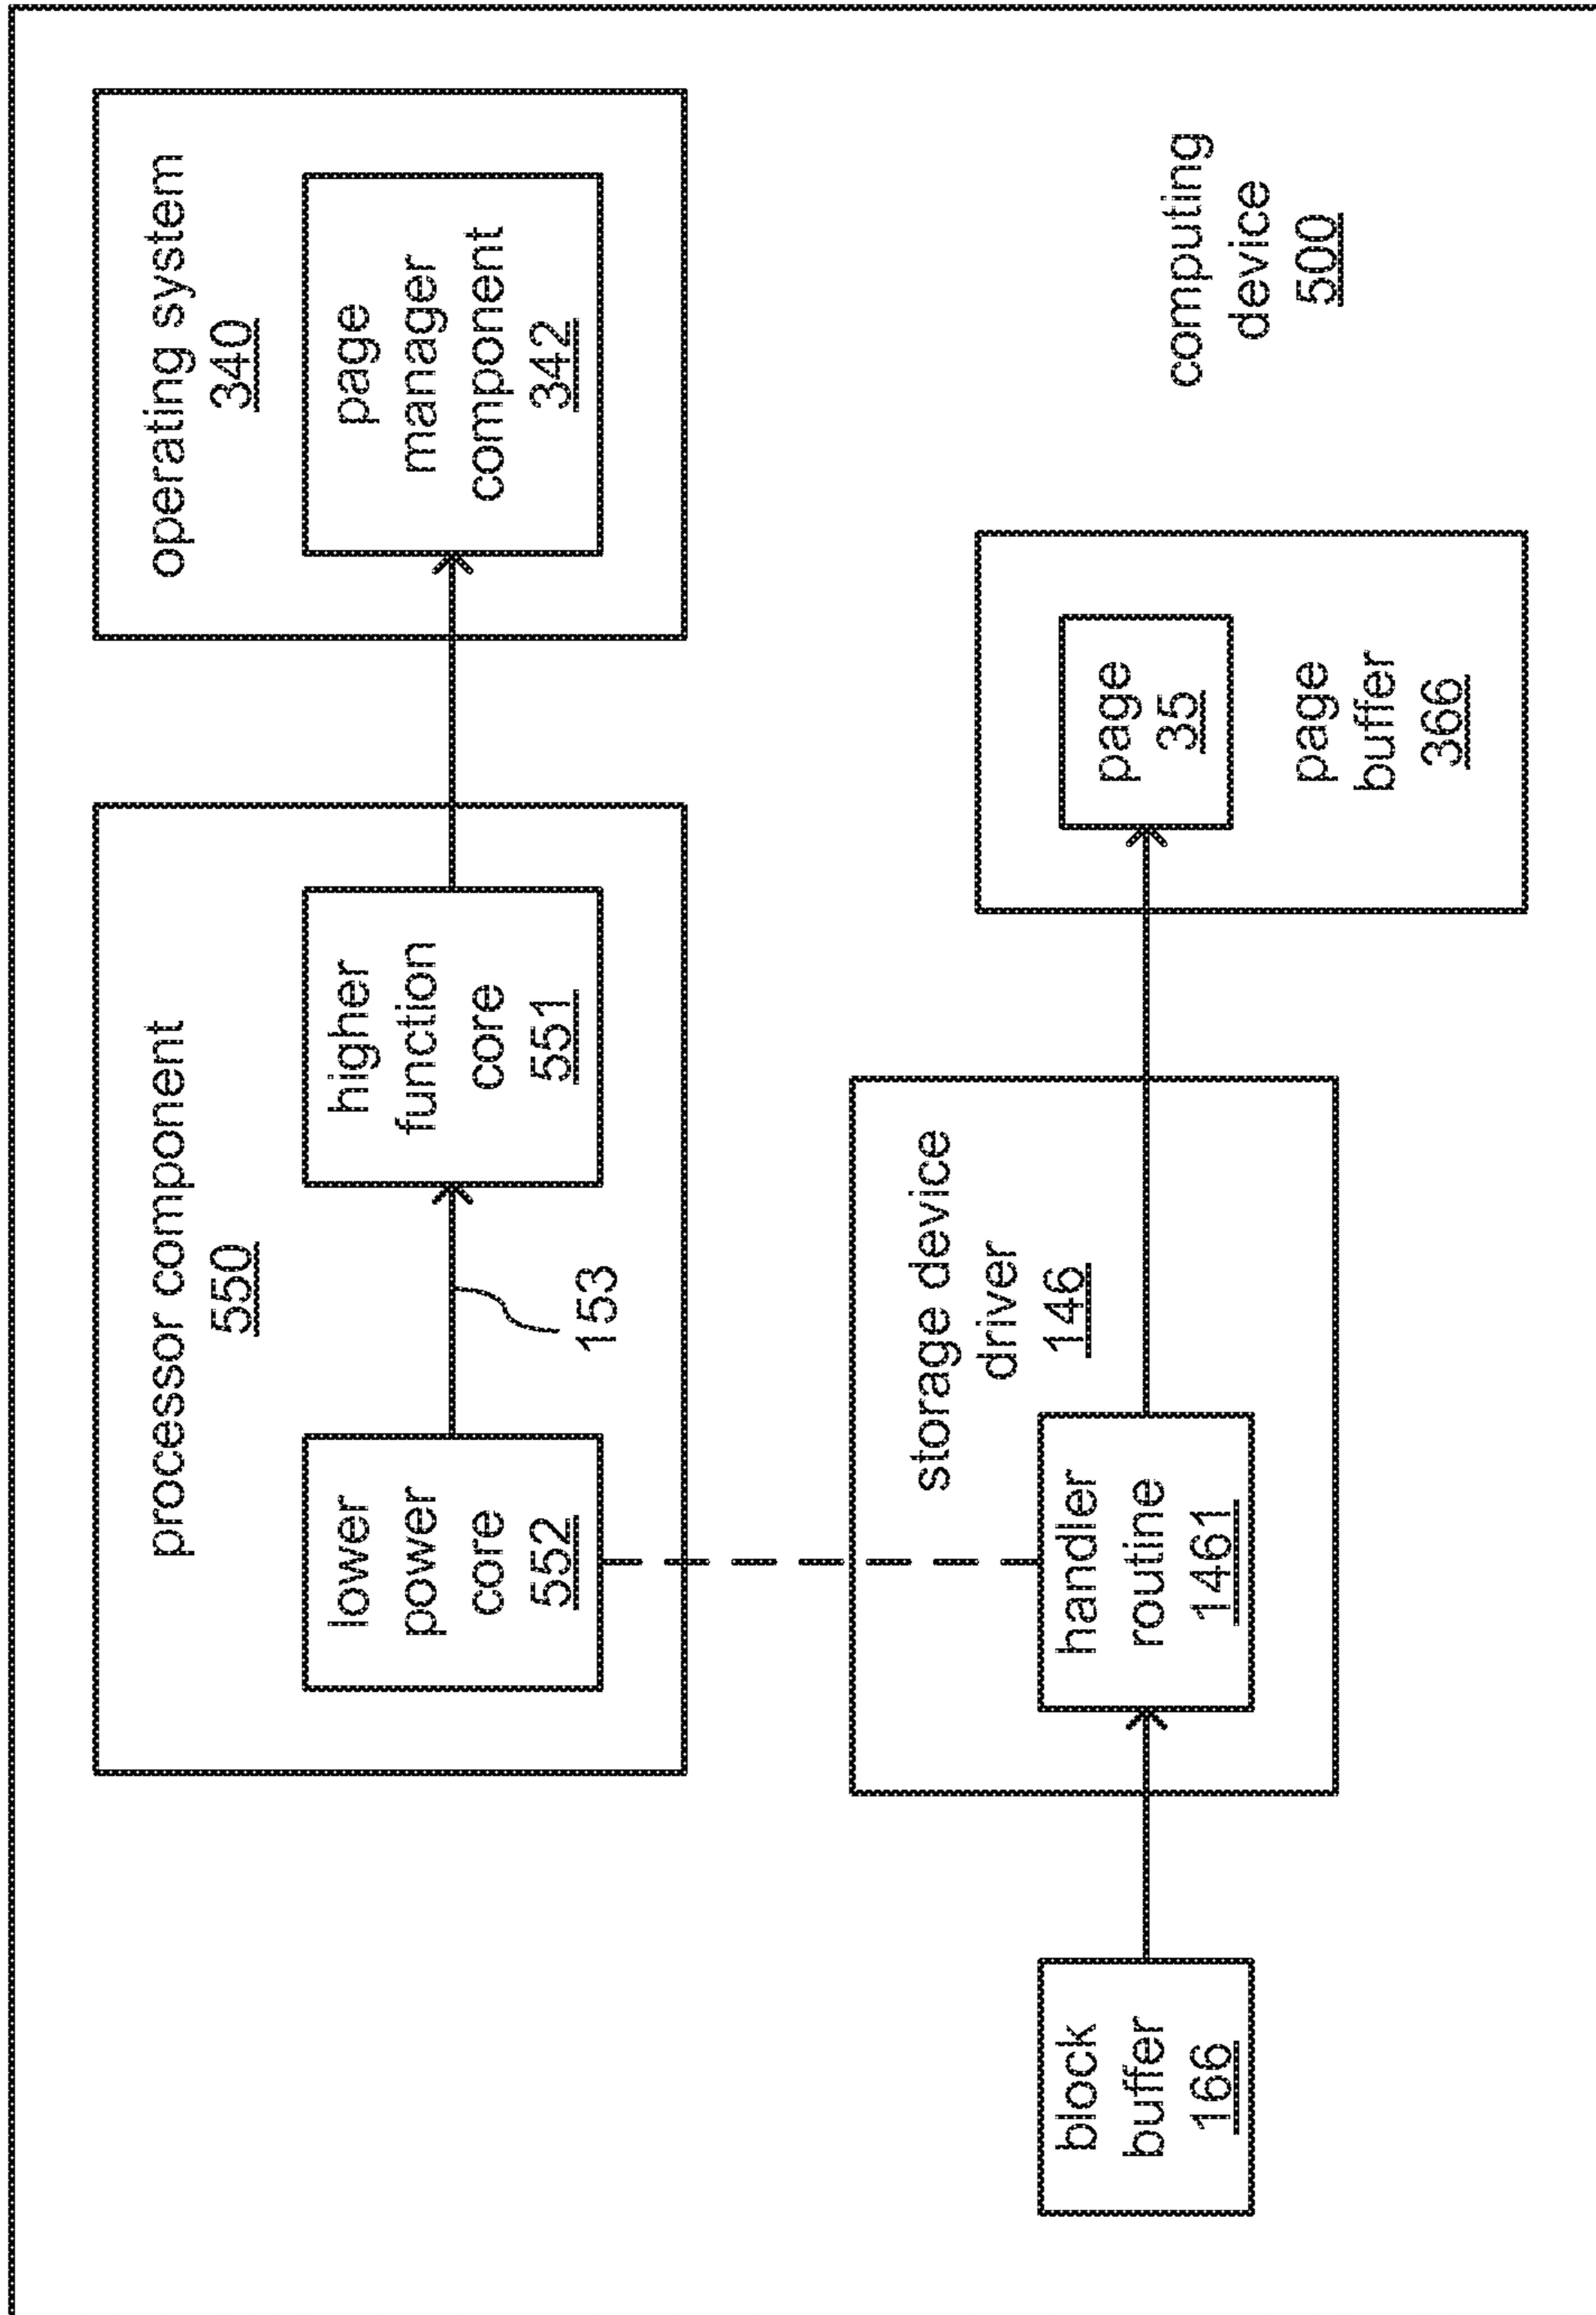 processor component
550
lower
power
core
552
153
higher
function
core
551
operating system
340
page
manager
component
342
block
buffer
166
storage device
driver
146
handler
routine
1461
page
35
page
buffer
366
computing
device
500